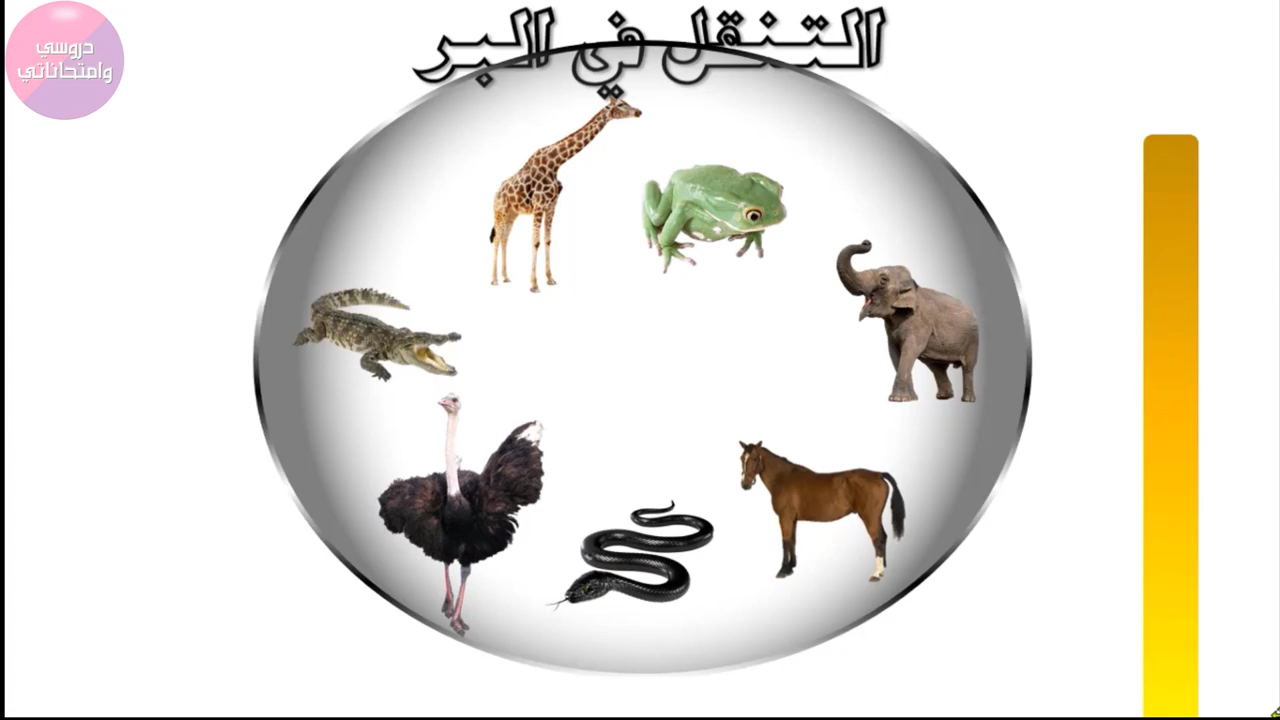 التنقل في البر
دروسي
وامتحاناتي